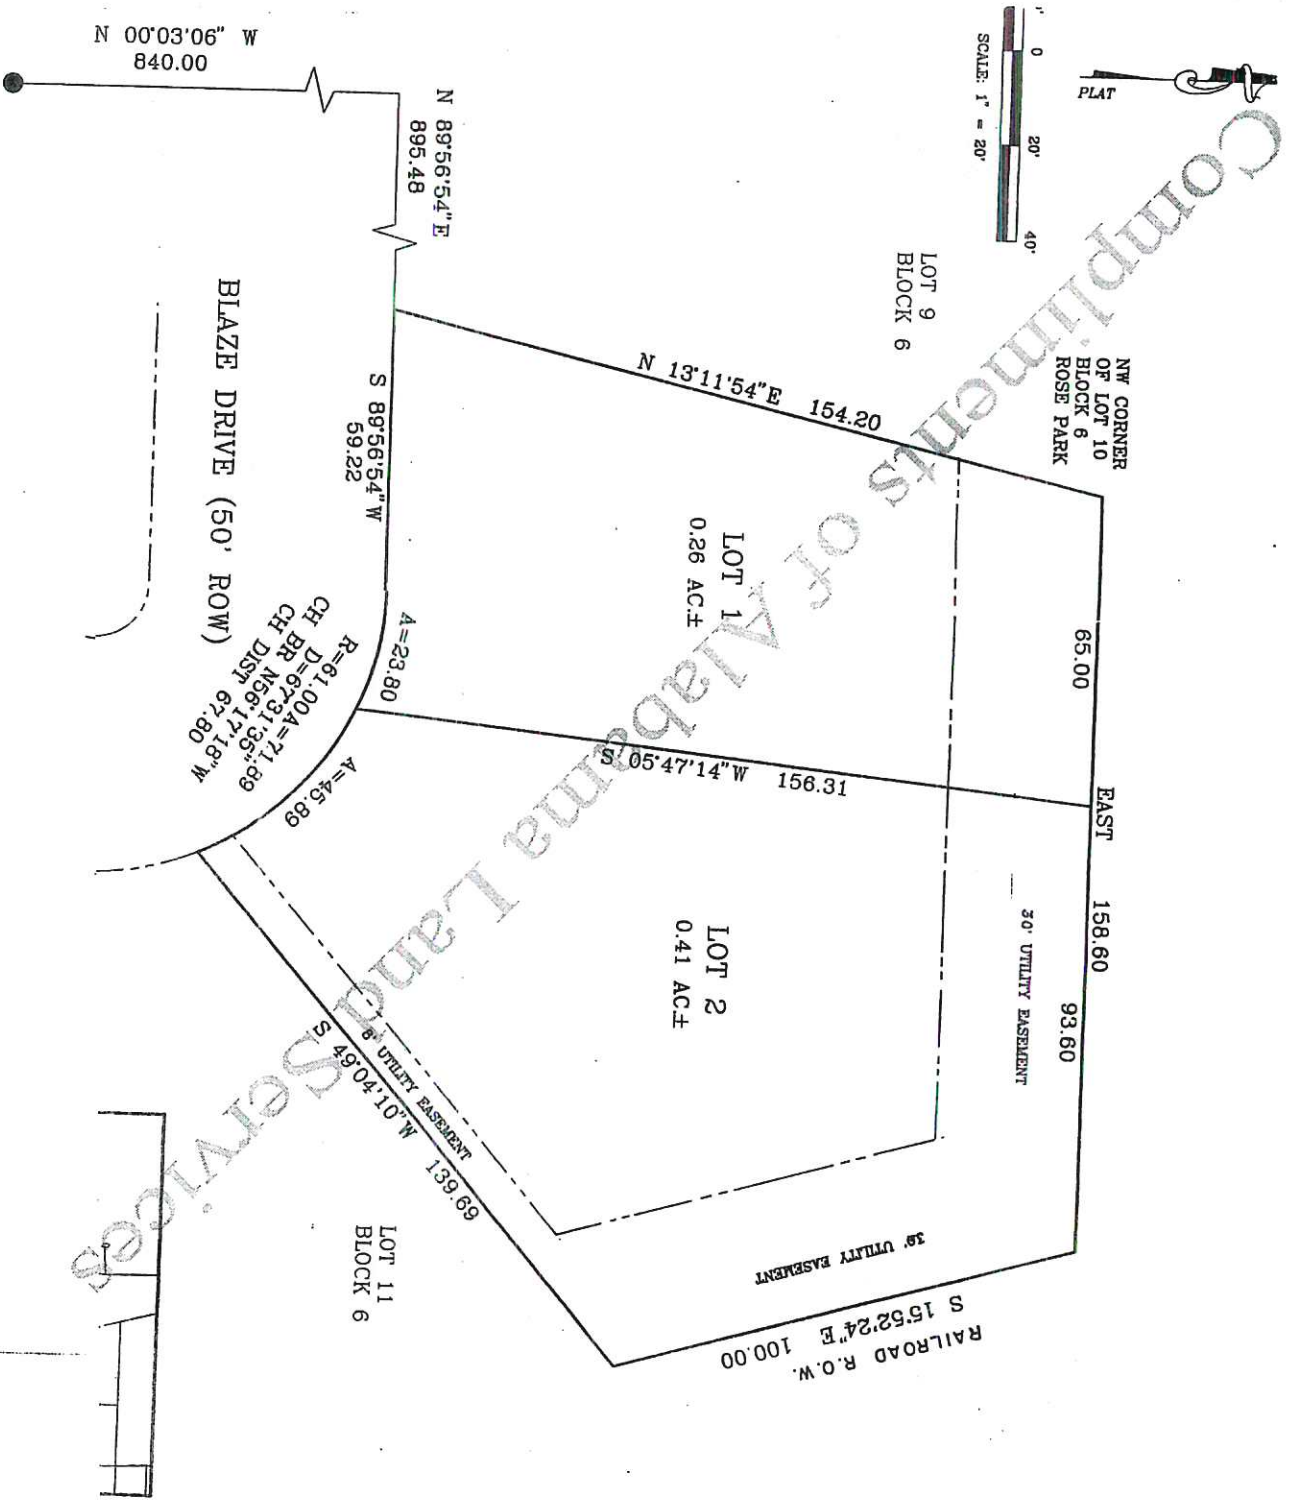 N 00°03'06" W
840.00
N 89°56'54"E
895.48
SCALE: 1" = 20'
0
20'
40'
PLAT
LOT 9
BLOCK 6
NW CORNER
OF LOT 10
BLOCK 6
ROSE PARK
N 13°11'54"E 154.20
S 89°56'54"W
59.22
BLAZE DRIVE (50' ROW)
LOT 1
0.26 AC.±
65.00
EAST 158.60
93.60
A=23.80
R=61.00 A=71.89
D=67°31'35"
CH BR N56°17'18"W
CH DIST 67.80
A=45.89
S 05°47'14"W 156.31
LOT 2
0.41 AC.±
30' UTILITY EASEMENT
8' UTILITY EASEMENT
S 49°04'10"W 139.69
30' UTILITY EASEMENT
S 15°52'24"E 100.00
RAILROAD R.O.W.
LOT 11
BLOCK 6
Compliments of Alabama Land Services